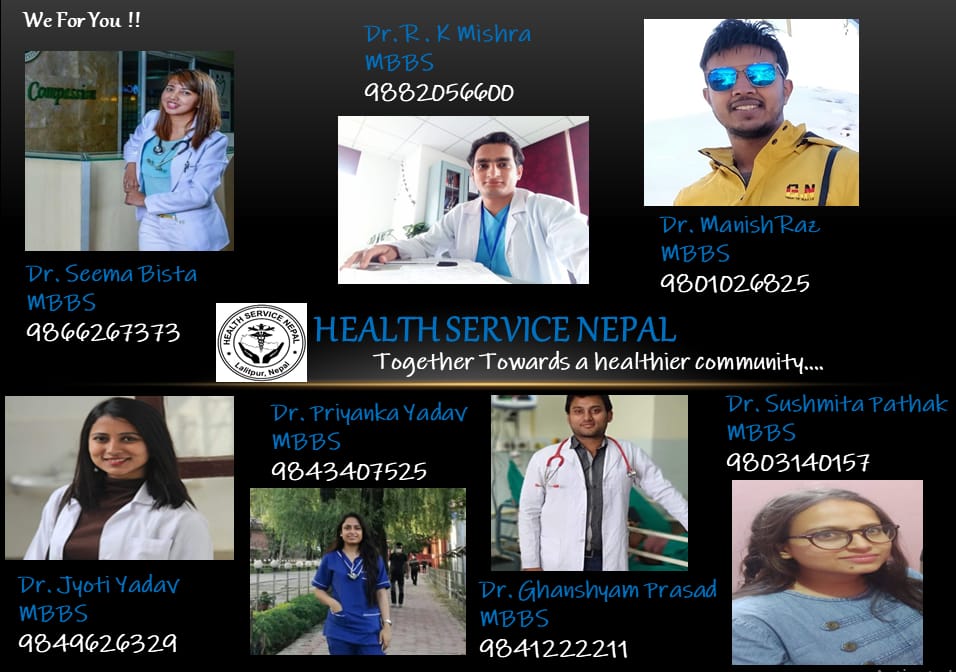 We For You !!
Compassion
Dr. Seema Bista
MBBS
9866267373
Dr. R . K Mishra
MBBS
9882056600
G.N
Dr. Manish Raz
MBBS
9801026825
HEALTH SERVICE NEPAL
Lalitpur, Nepal
HEALTH SERVICE NEPAL
Together Towards a healthier community....
Dr. Jyoti Yadav
MBBS
9849626329
Dr. Priyanka Yadav
MBBS
9843407525
Dr. Ghanshyam Prasad
MBBS
9841222211
Dr. Sushmita Pathak
MBBS
9803140157